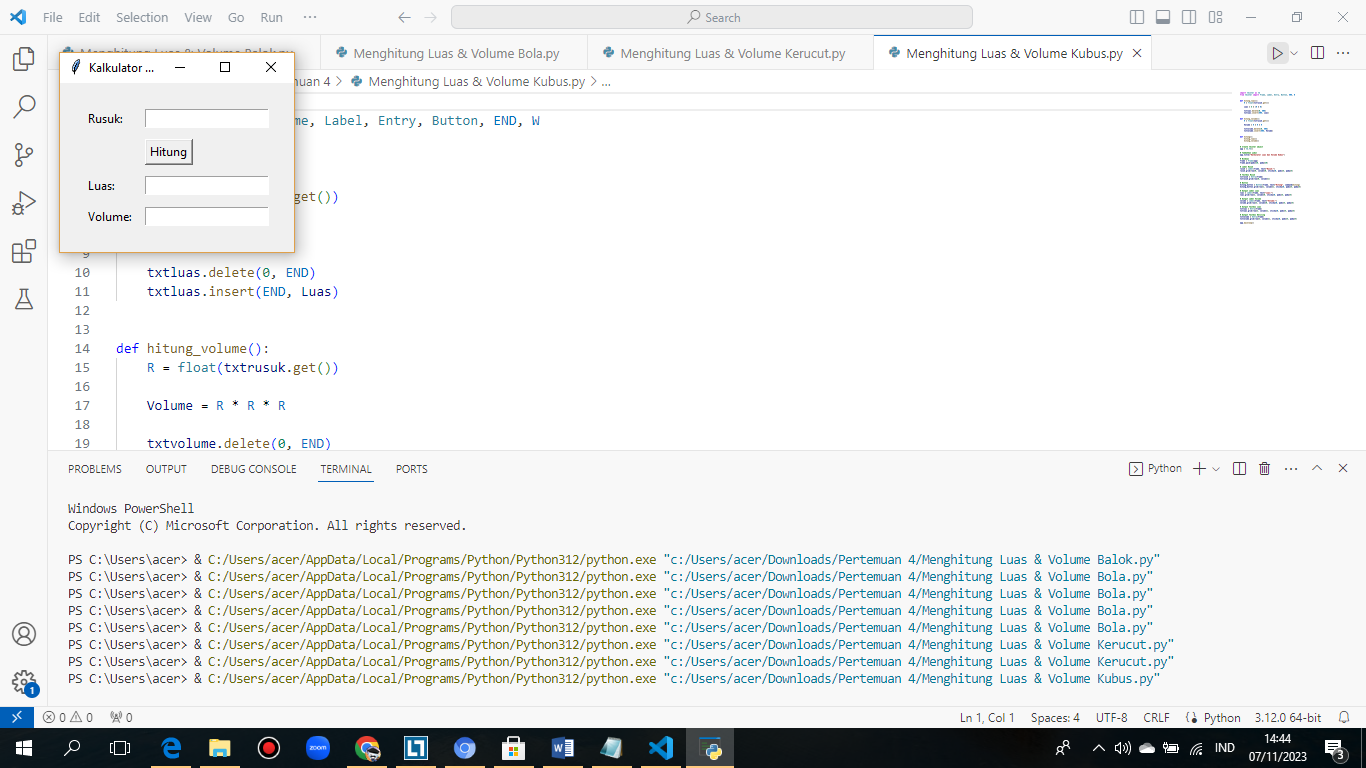 File Edit Selection View Go Run ···
Search
Menghitung Luas & Volume Bola.py
Menghitung Luas & Volume Kerucut.py
Menghitung Luas & Volume Kubus.py
Kalkulator ...
Rusuk:
Hitung
Luas:
Volume:
nuan 4 > Menghitung Luas & Volume Kubus.py > ...
me, Label, Entry, Button, END, W
get())
9
10 txtluas.delete(0, END)
11 txtluas.insert(END, Luas)
12
13
14 def hitung_volume():
15 R = float(txtrusuk.get())
16
17 Volume = R * R * R
18
19 txtvolume.delete(0, END)
PROBLEMS OUTPUT DEBUG CONSOLE TERMINAL PORTS
Python
Windows PowerShell
Copyright (C) Microsoft Corporation. All rights reserved.
PS C:\Users\acer> & C:/Users/acer/AppData/Local/Programs/Python/Python312/python.exe "c:/Users/acer/Downloads/Pertemuan 4/Menghitung Luas & Volume Balok.py"
PS C:\Users\acer> & C:/Users/acer/AppData/Local/Programs/Python/Python312/python.exe "c:/Users/acer/Downloads/Pertemuan 4/Menghitung Luas & Volume Bola.py"
PS C:\Users\acer> & C:/Users/acer/AppData/Local/Programs/Python/Python312/python.exe "c:/Users/acer/Downloads/Pertemuan 4/Menghitung Luas & Volume Bola.py"
PS C:\Users\acer> & C:/Users/acer/AppData/Local/Programs/Python/Python312/python.exe "c:/Users/acer/Downloads/Pertemuan 4/Menghitung Luas & Volume Bola.py"
PS C:\Users\acer> & C:/Users/acer/AppData/Local/Programs/Python/Python312/python.exe "c:/Users/acer/Downloads/Pertemuan 4/Menghitung Luas & Volume Bola.py"
PS C:\Users\acer> & C:/Users/acer/AppData/Local/Programs/Python/Python312/python.exe "c:/Users/acer/Downloads/Pertemuan 4/Menghitung Luas & Volume Kerucut.py"
PS C:\Users\acer> & C:/Users/acer/AppData/Local/Programs/Python/Python312/python.exe "c:/Users/acer/Downloads/Pertemuan 4/Menghitung Luas & Volume Kerucut.py"
PS C:\Users\acer> & C:/Users/acer/AppData/Local/Programs/Python/Python312/python.exe "c:/Users/acer/Downloads/Pertemuan 4/Menghitung Luas & Volume Kubus.py"
1
0 0 0
Ln 1, Col 1 Spaces: 4 UTF-8 CRLF Python 3.12.0 64-bit
zoom
IND
14:44
07/11/2023
3